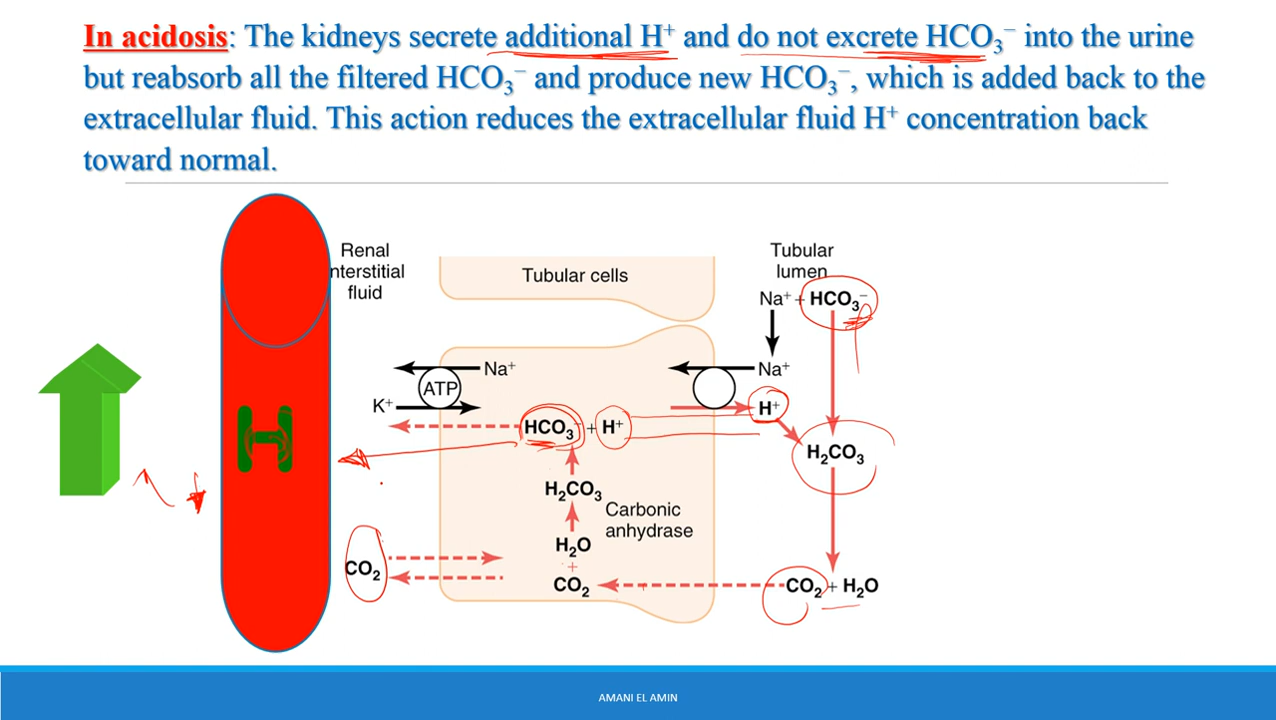 In acidosis: The kidneys secrete additional H⁺ and do not excrete HCO₃⁻ into the urine
but reabsorb all the filtered HCO₃⁻ and produce new HCO₃⁻, which is added back to the
extracellular fluid. This action reduces the extracellular fluid H⁺ concentration back
toward normal.
Renal
nterstitial
fluid
Tubular cells
Tubular
lumen
Na⁺ + HCO₃⁻
Na⁺
ATP
K⁺
Na⁺
H⁺
HCO₃⁻ + H⁺
H
H₂CO₃
H₂CO₃
Carbonic
anhydrase
H₂O
+
CO₂
CO₂
CO₂ + H₂O
AMANI EL AMIN